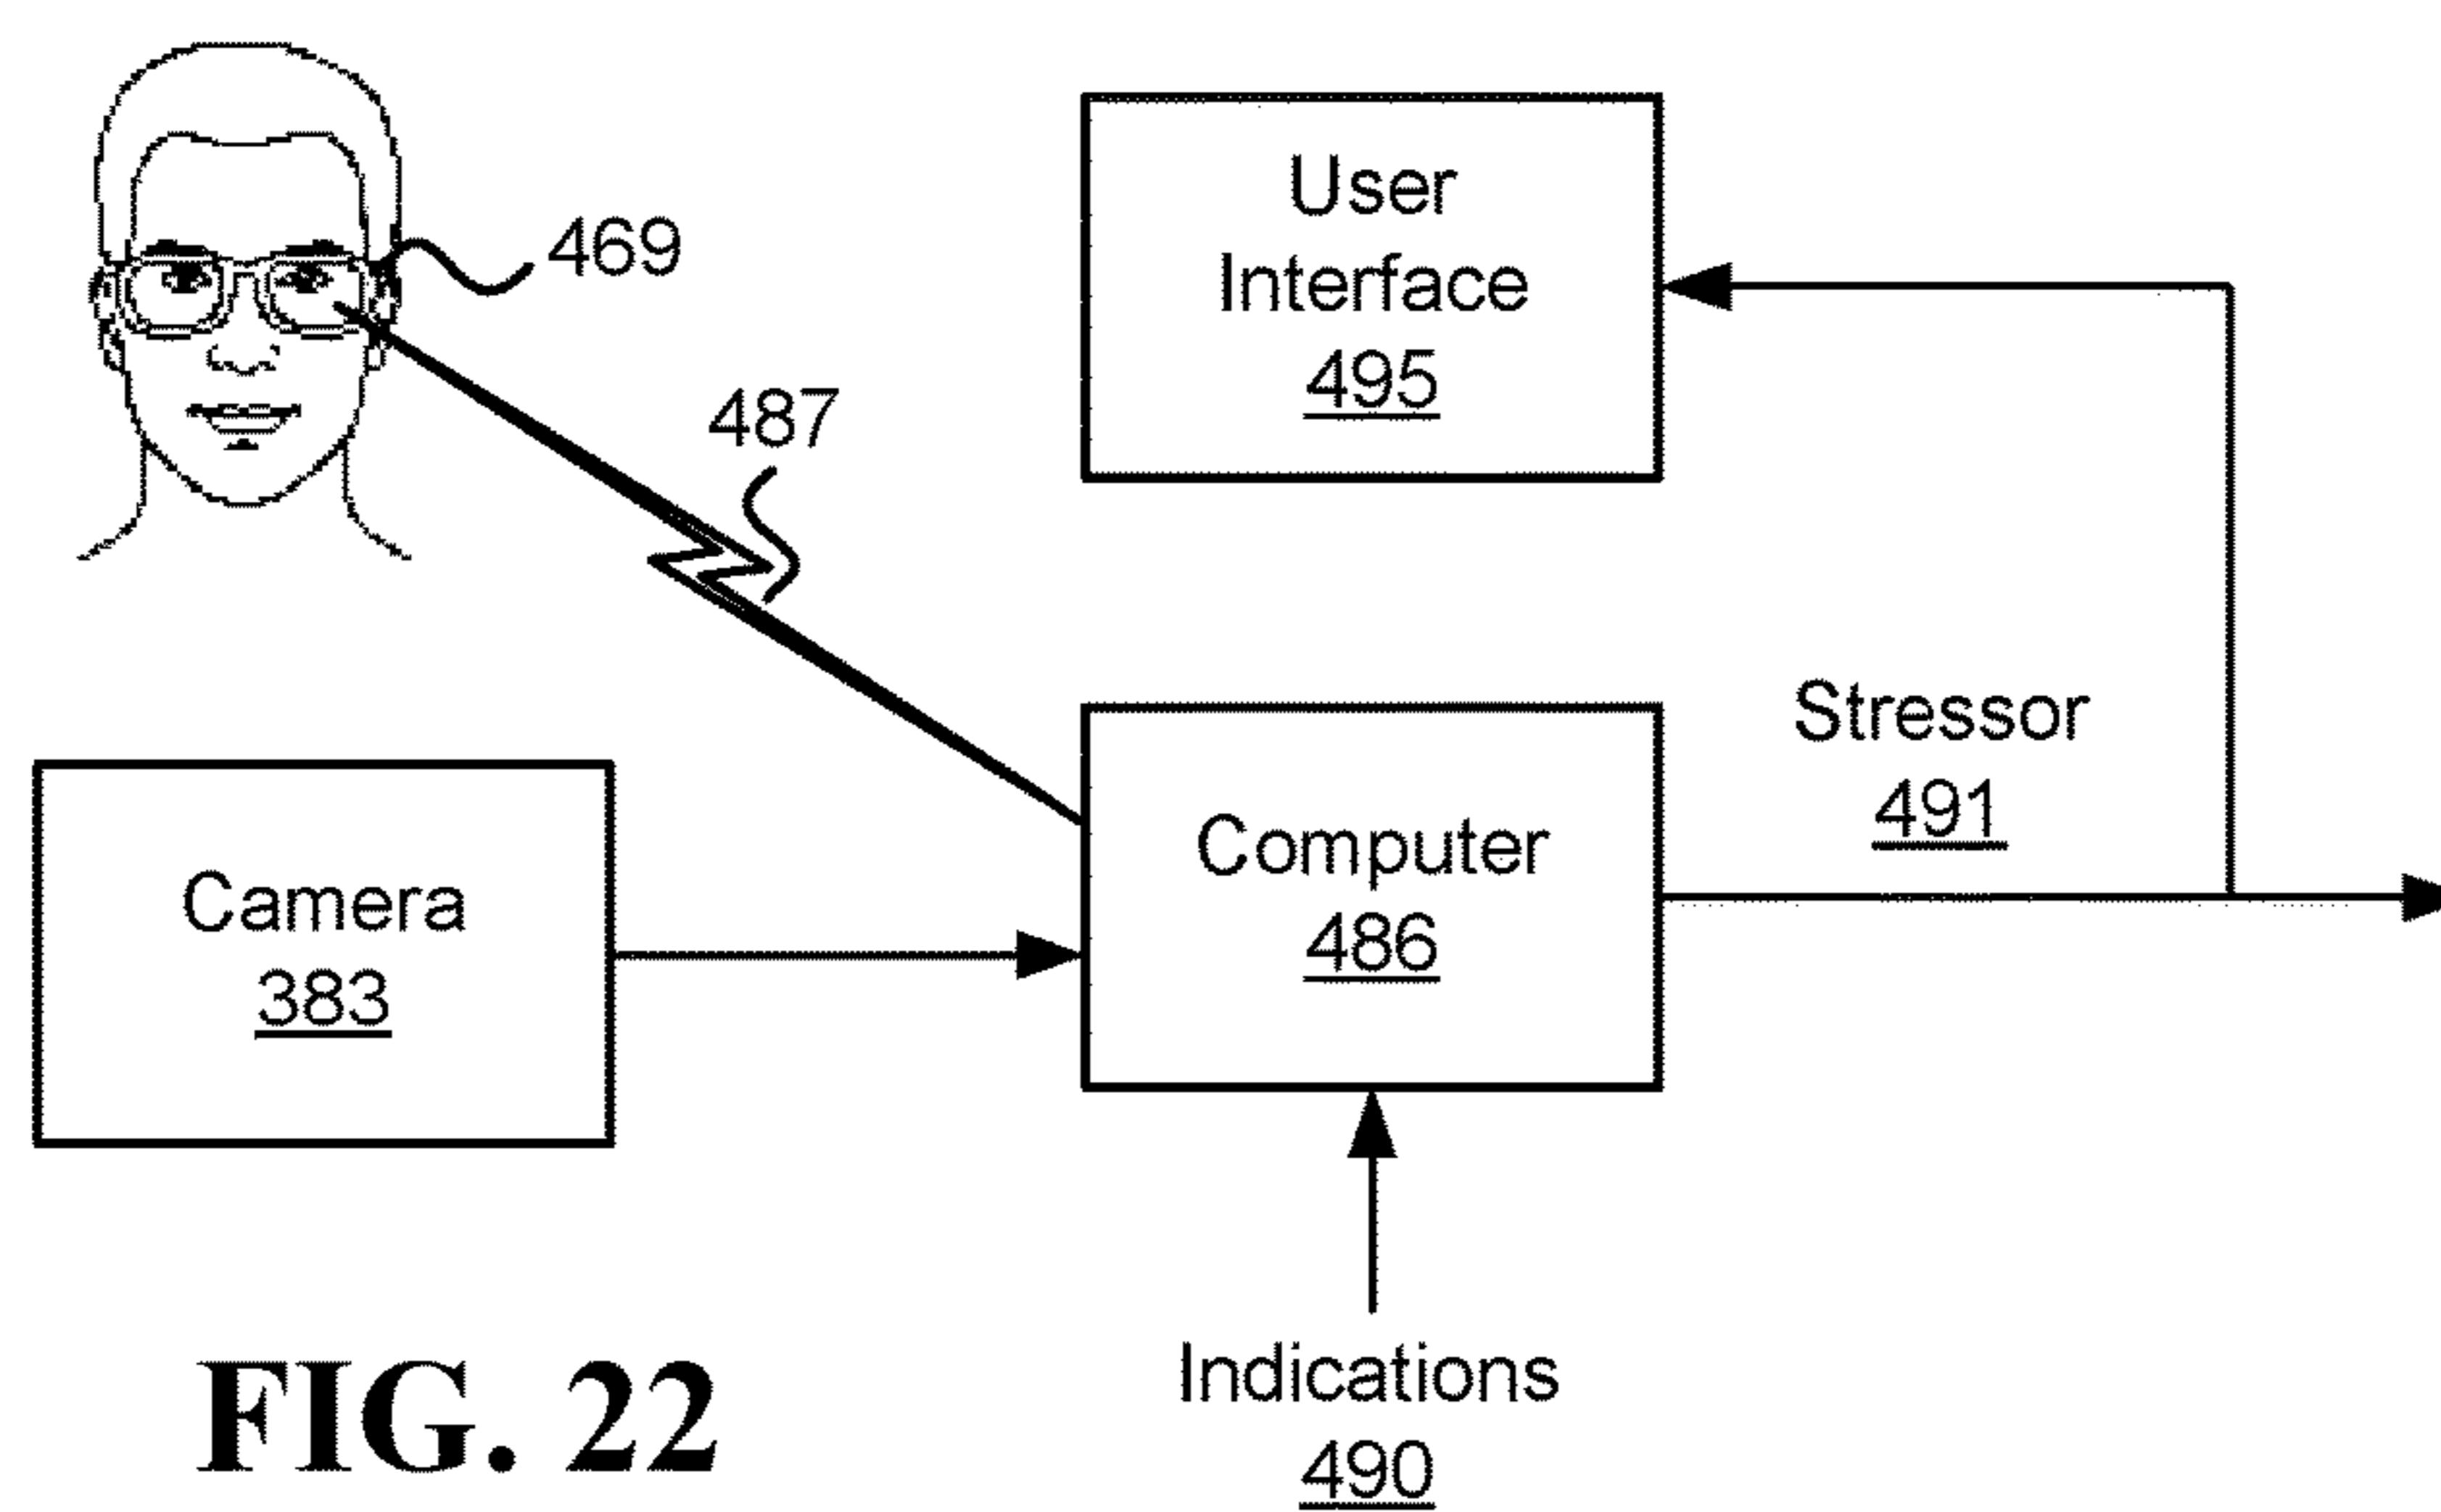 469
487
User
Interface
495
Stressor
491
Camera
383
Computer
486
Indications
490
FIG. 22